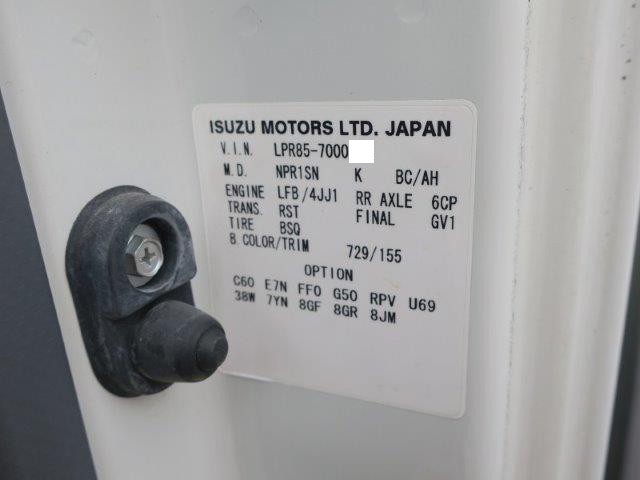 ISUZU MOTORS LTD. JAPAN
V.I.N. LPR85-7000
M.D. NPR1SN K BC/AH
ENGINE LFB/4JJ1 RR AXLE 6CP
TRANS. RST FINAL GV1
TIRE BSQ
B.COLOR/TRIM 729/155
OPTION
C60 E7N FF0 G50 RPV U69
38W 7YN 8GF 8GR 8JM